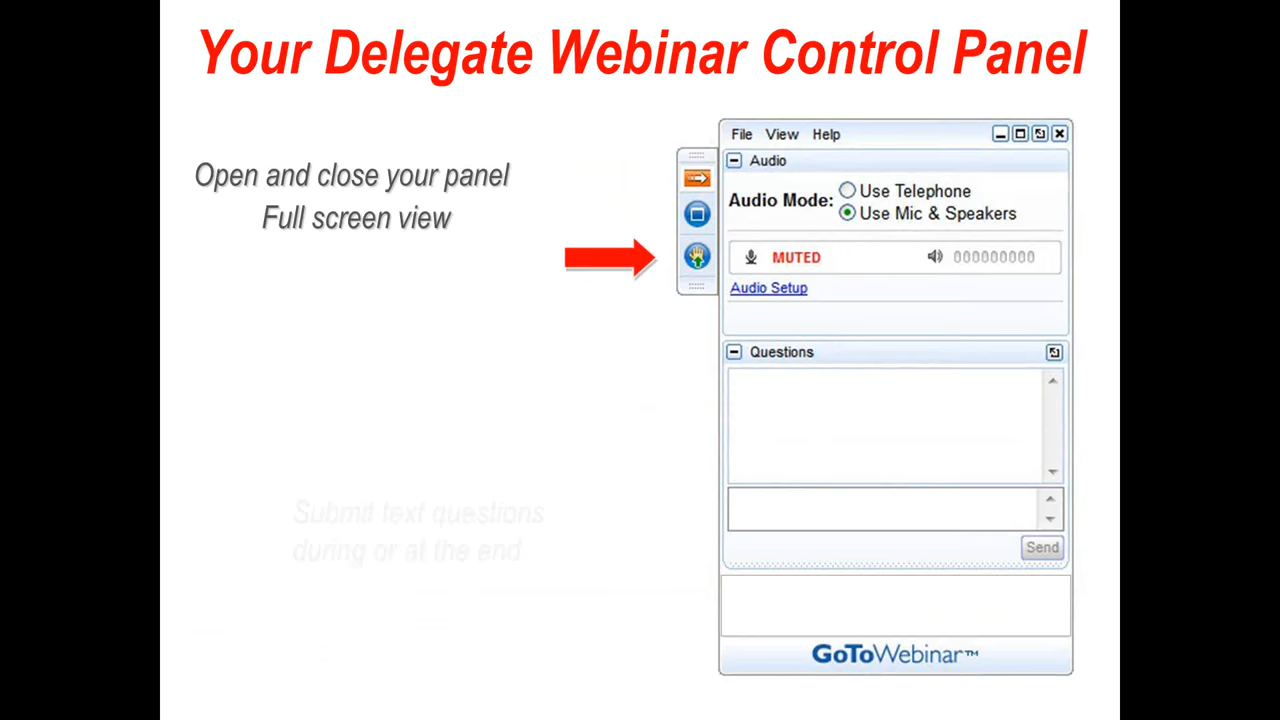 Your Delegate Webinar Control Panel
Open and close your panel
Full screen view
File View Help
Audio
Audio Mode:
Use Telephone
Use Mic & Speakers
MUTED
000000000
Audio Setup
Questions
Submit text questions
during or at the end
Send
GoToWebinar™